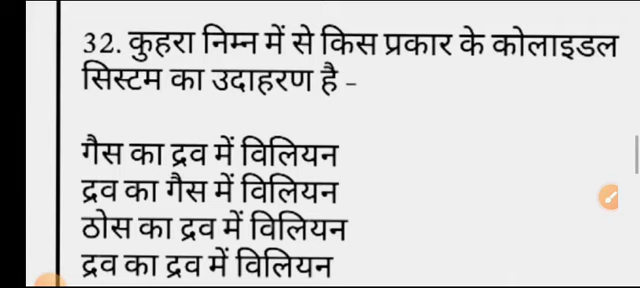 32. कुहरा निम्न में से किस प्रकार के कोलाइडल
सिस्टम का उदाहरण है -
गैस का द्रव में विलियन
द्रव का गैस में विलियन
ठोस का द्रव में विलियन
द्रव का द्रव में विलियन